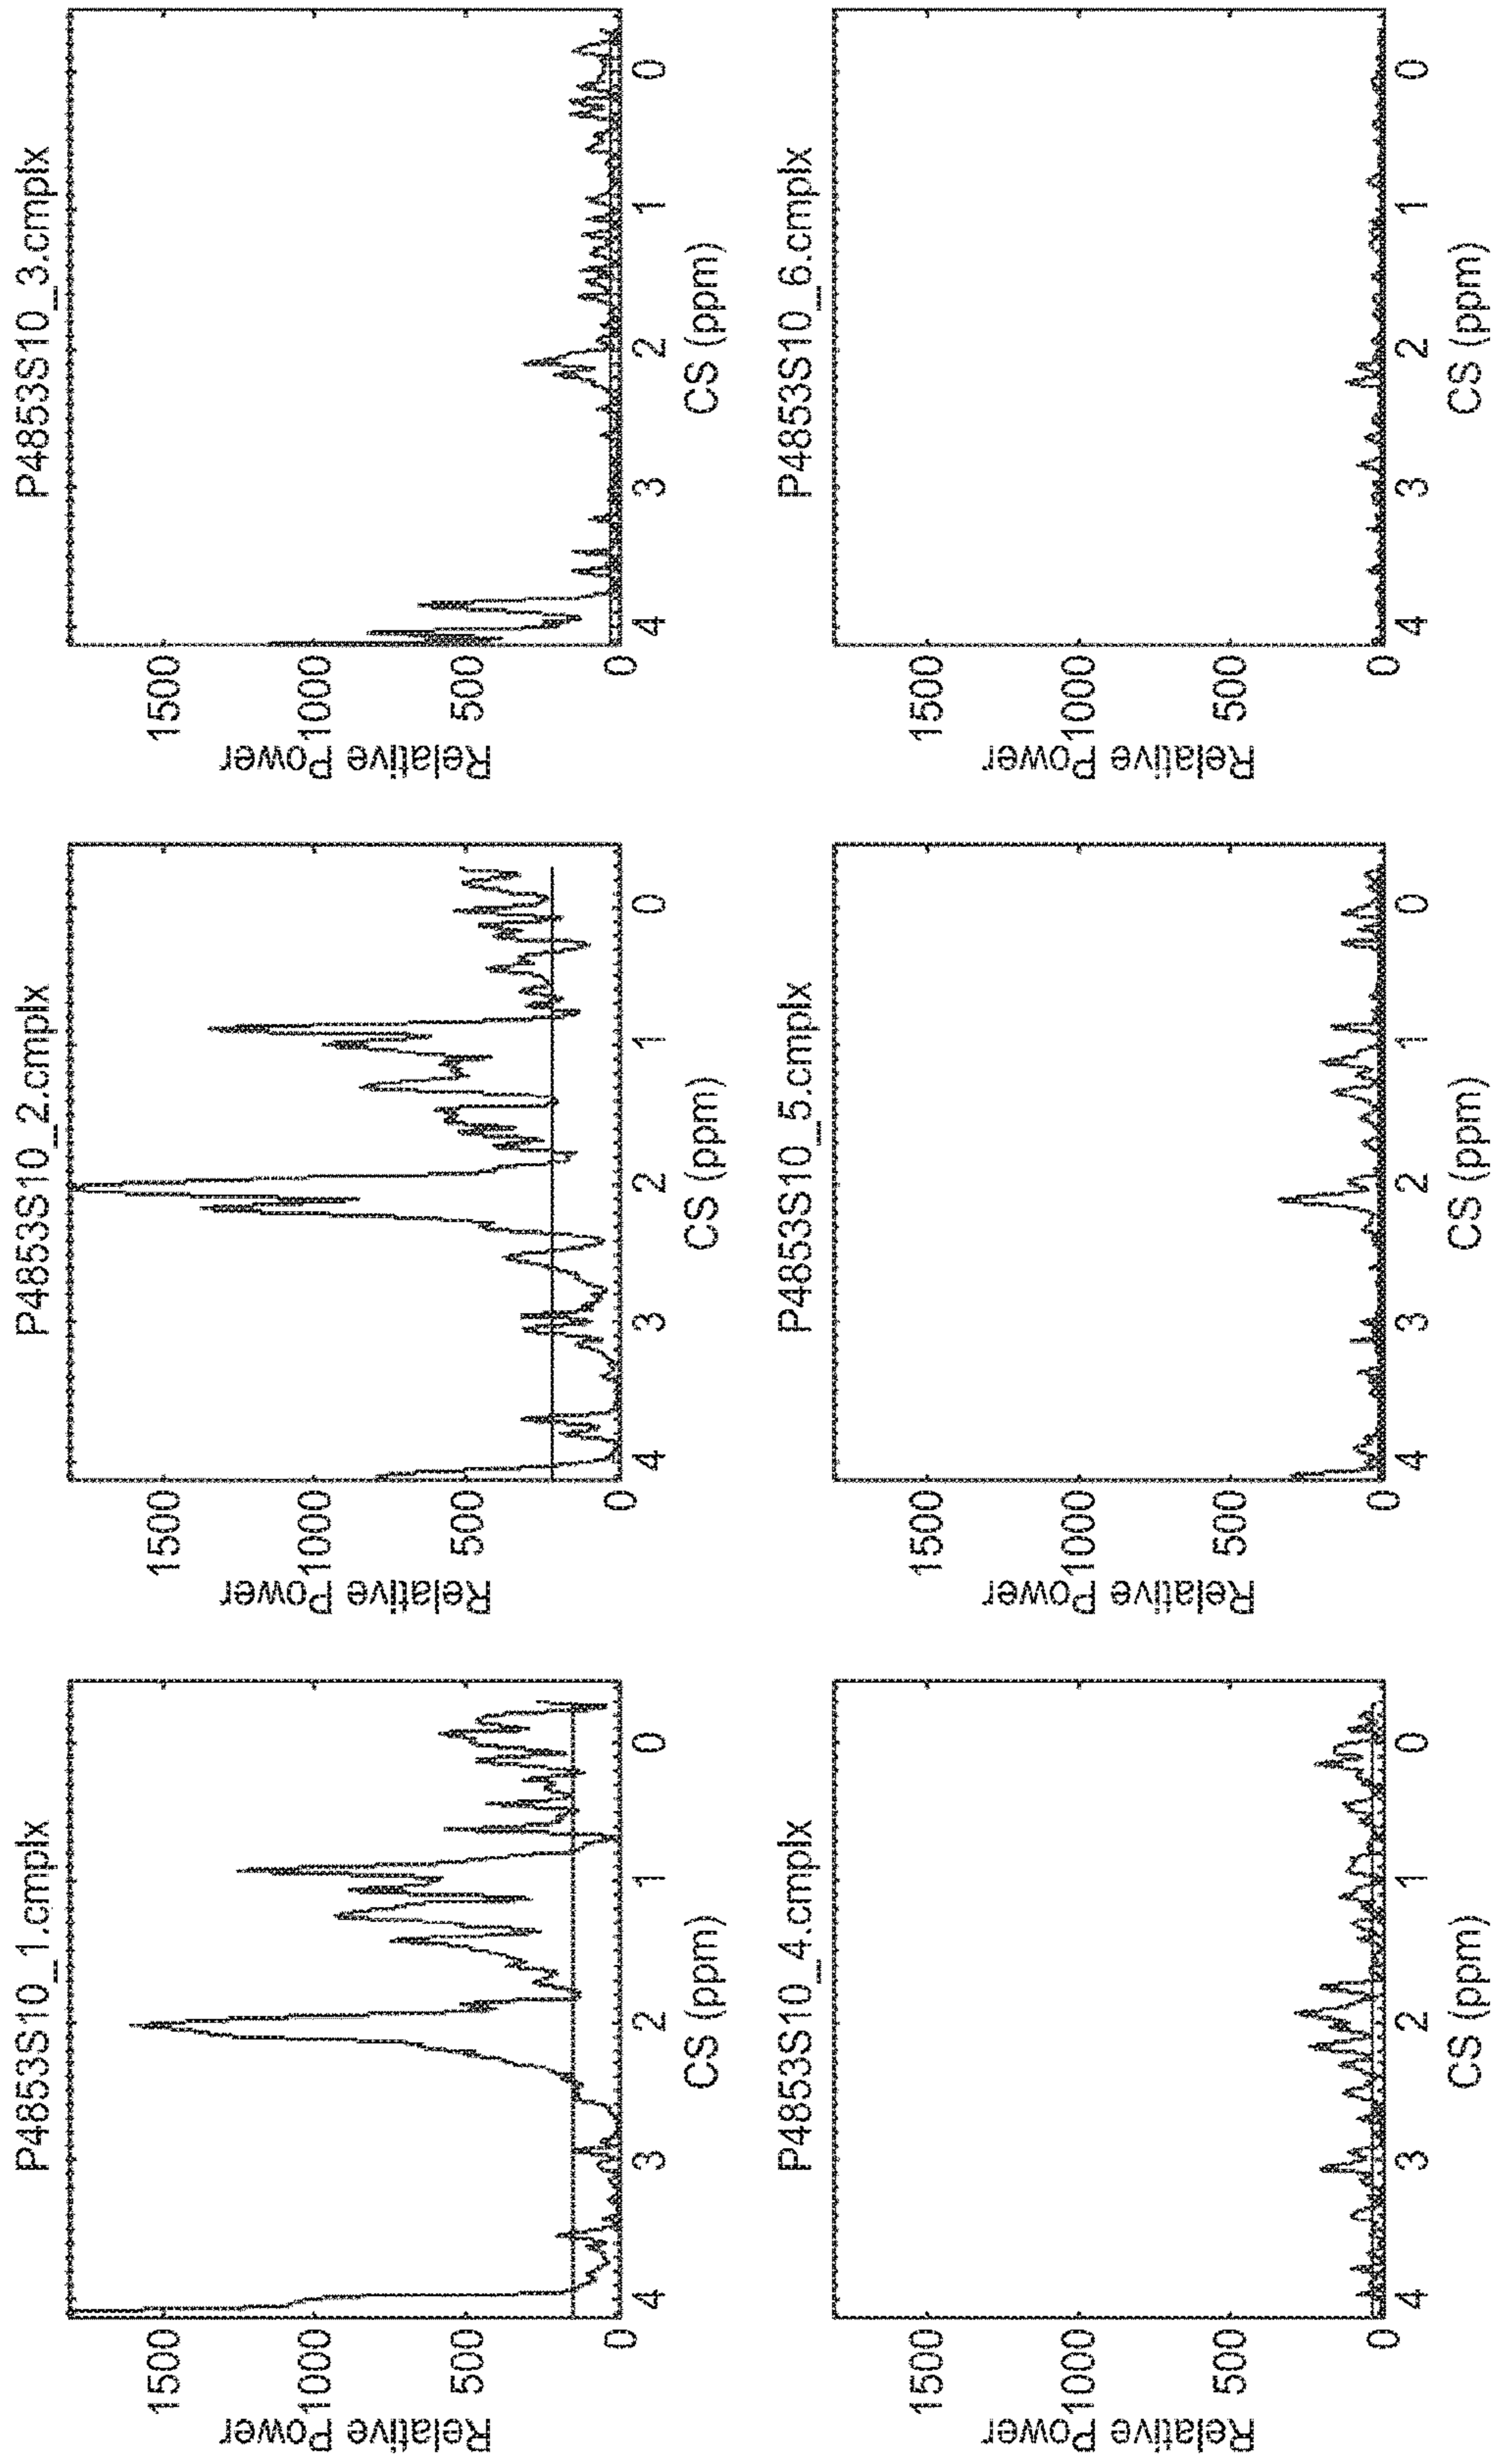 P4853S10_1.cmplx
Relative Power
1500
1000
500
0
4 3 2 1 0
CS (ppm)
P4853S10_2.cmplx
Relative Power
1500
1000
500
0
4 3 2 1 0
CS (ppm)
P4853S10_3.cmplx
Relative Power
1500
1000
500
0
4 3 2 1 0
CS (ppm)
P4853S10_4.cmplx
Relative Power
1500
1000
500
0
4 3 2 1 0
CS (ppm)
P4853S10_5.cmplx
Relative Power
1500
1000
500
0
4 3 2 1 0
CS (ppm)
P4853S10_6.cmplx
Relative Power
1500
1000
500
0
4 3 2 1 0
CS (ppm)